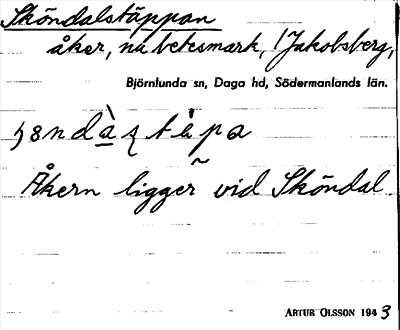 Sköndalstäppan
åker, nu betesmark, /Jakobsberg,
Björnlunda sn, Daga hd, Södermanlands län.
Åkern ligger vid Sköndal
ARTUR OLSSON 1943